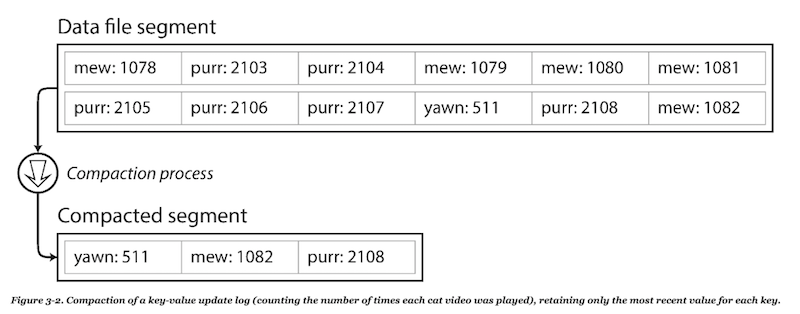 Data file segment
mew: 1078 purr: 2103 purr: 2104 mew: 1079 mew: 1080 mew: 1081
purr: 2105 purr: 2106 purr: 2107 yawn: 511 purr: 2108 mew: 1082
Compaction process
Compacted segment
yawn: 511 mew: 1082 purr: 2108
Figure 3-2. Compaction of a key-value update log (counting the number of times each cat video was played), retaining only the most recent value for each key.